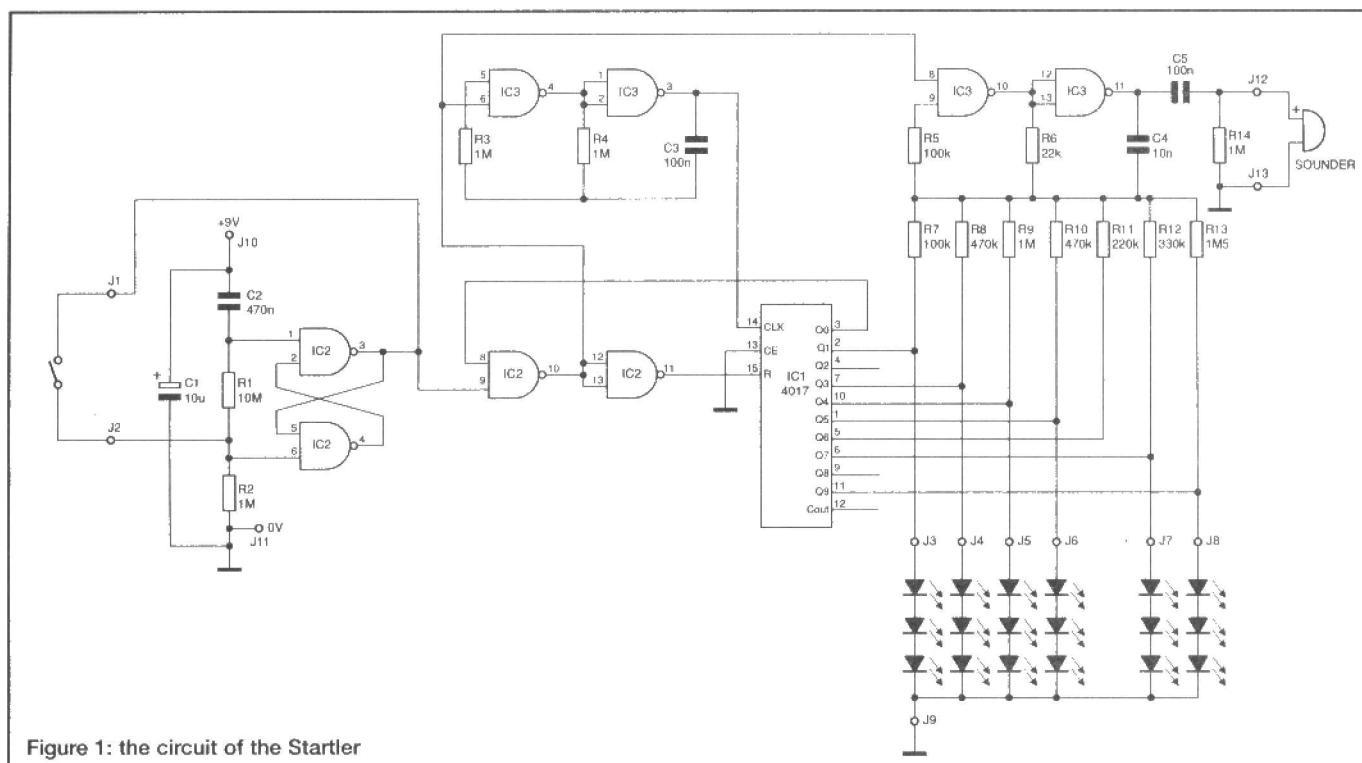 C5
100n
J12
5
6
IC3
4
1
2
IC3
3
8
9
IC3
10
12
13
IC3
11
+
SOUNDER
R3
1M
R4
1M
C3
100n
R5
100k
R6
22k
C4
10n
R14
1M
J13
+9V
J10
J1
C2
470n
R7
100k
R8
470k
R9
1M
R10
470k
R11
220k
R12
330k
R13
1M5
1
2
IC2
3
+
C1
10u
R1
10M
J2
5
6
IC2
4
R2
1M
0V
J11
8
9
IC2
10
12
13
IC2
11
14
CLK
13
CE
15
R
IC1
4017
Q0
3
Q1
2
Q2
4
Q3
7
Q4
10
Q5
1
Q6
5
Q7
6
Q8
9
Q9
11
Cout
12
J3
J4
J5
J6
J7
J8
J9
Figure 1: the circuit of the Startler